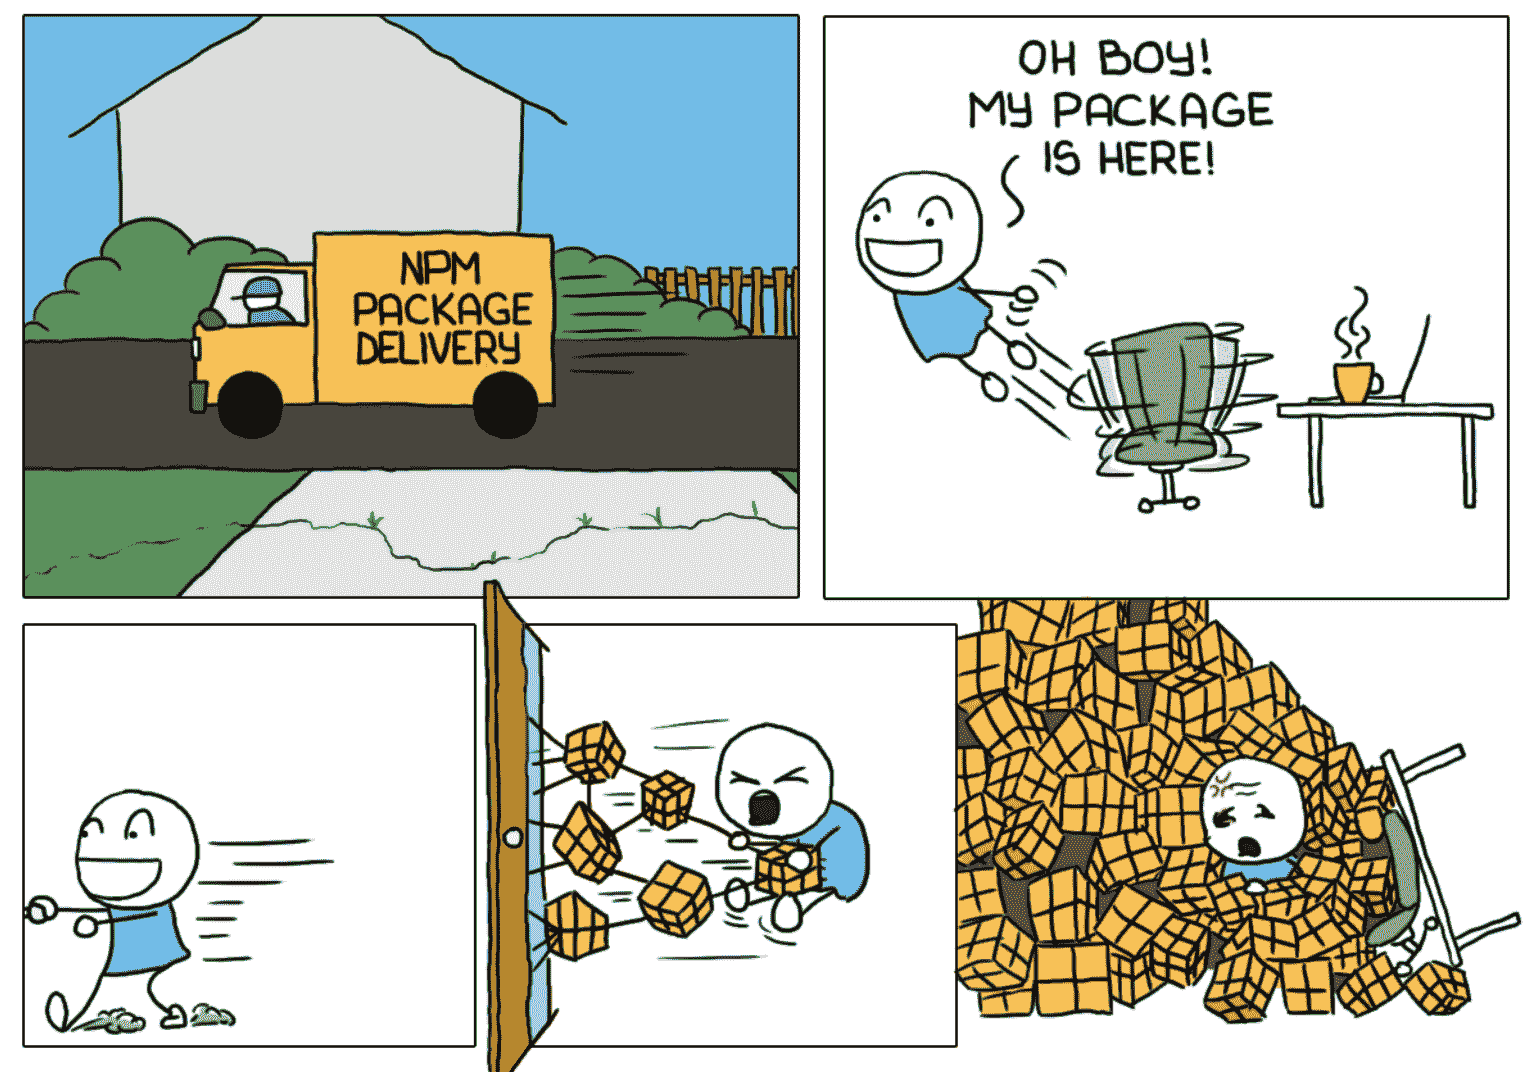 NPM
PACKAGE
DELIVERY
OH BOY!
MY PACKAGE
IS HERE!